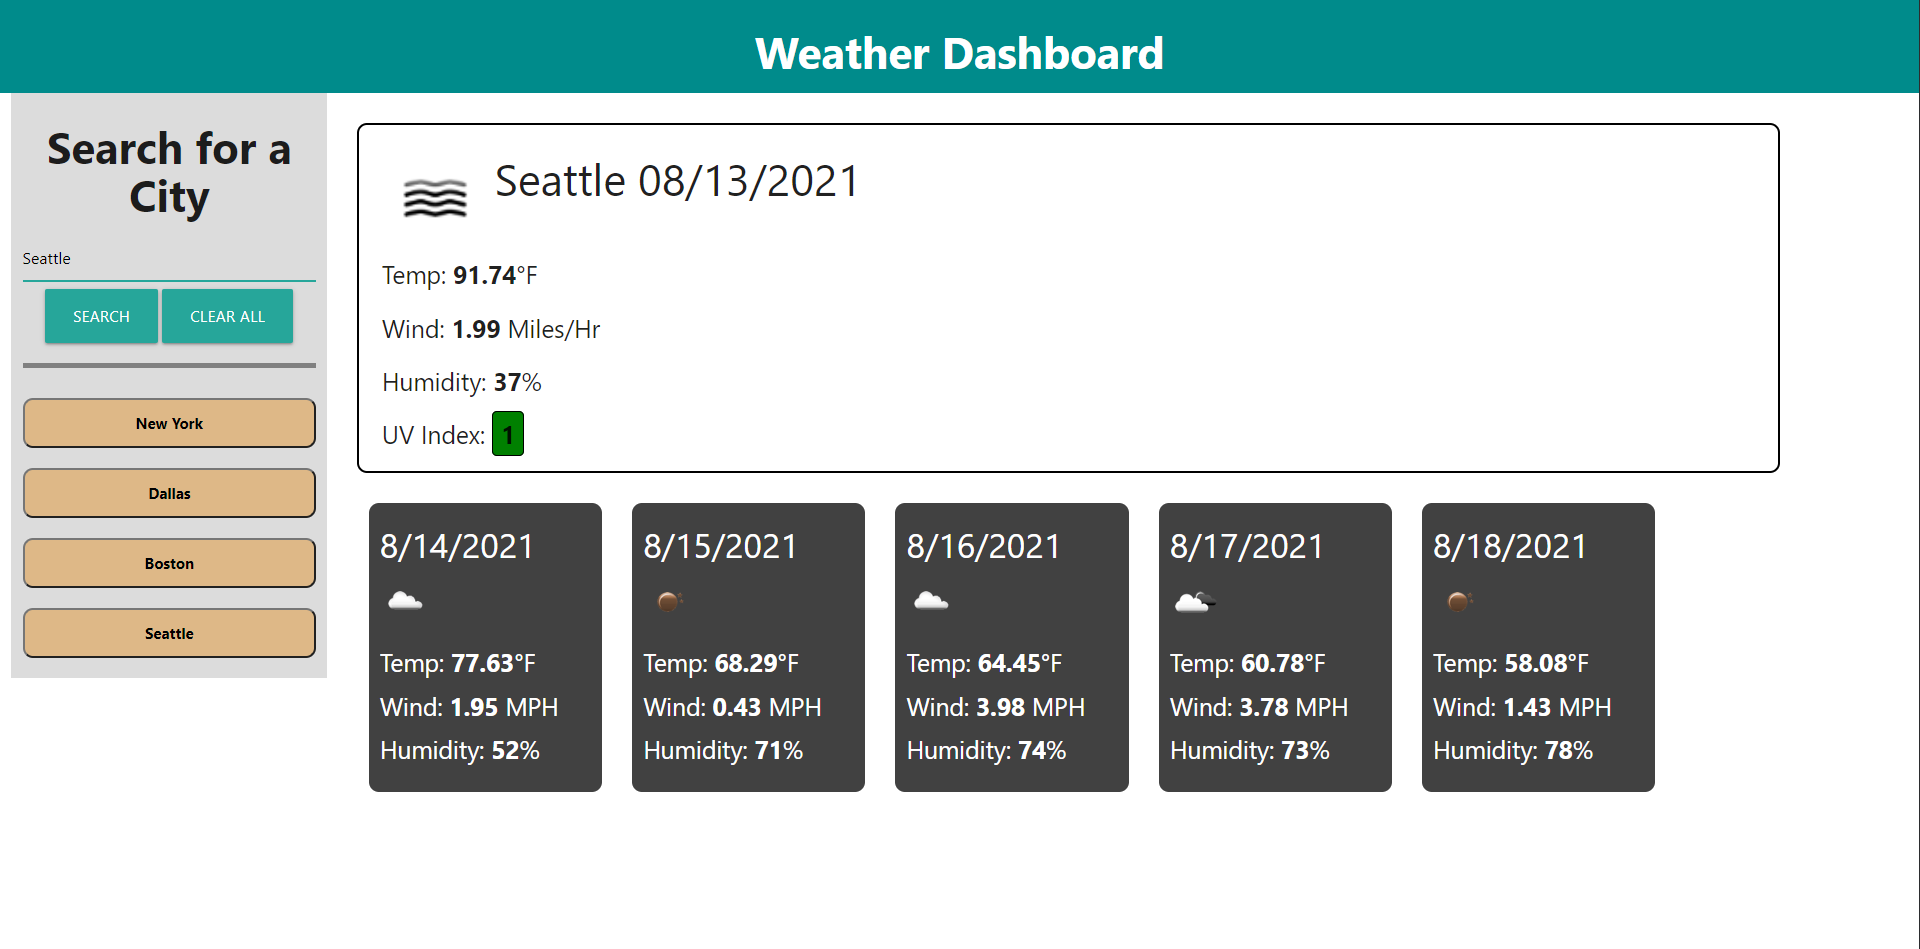 Weather Dashboard
Search for a
City
Seattle
SEARCH CLEAR ALL
New York
Dallas
Boston
Seattle
Seattle 08/13/2021
Temp: 91.74°F
Wind: 1.99 Miles/Hr
Humidity: 37%
UV Index: 1
8/14/2021
Temp: 77.63°F
Wind: 1.95 MPH
Humidity: 52%
8/15/2021
Temp: 68.29°F
Wind: 0.43 MPH
Humidity: 71%
8/16/2021
Temp: 64.45°F
Wind: 3.98 MPH
Humidity: 74%
8/17/2021
Temp: 60.78°F
Wind: 3.78 MPH
Humidity: 73%
8/18/2021
Temp: 58.08°F
Wind: 1.43 MPH
Humidity: 78%